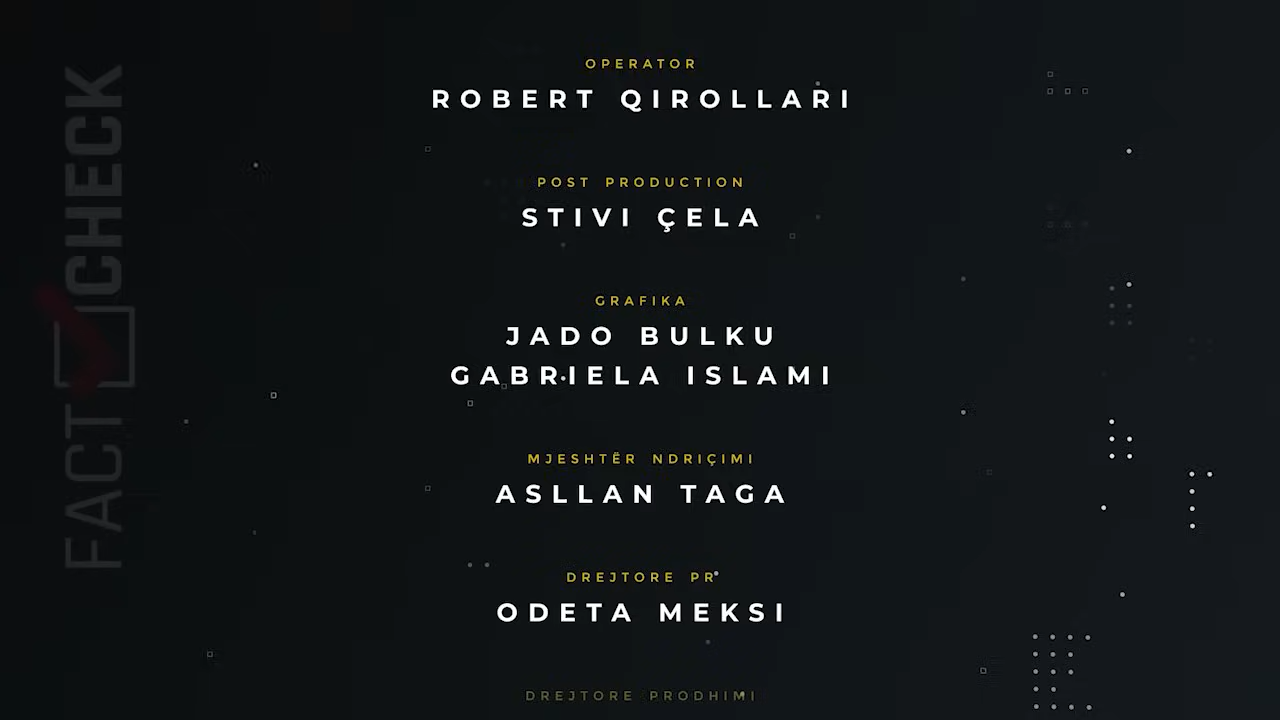 FACT CHECK
OPERATOR
ROBERT QIROLLARI
POST PRODUCTION
STIVI ÇELA
GRAFIKA
JADO BULKU
GABRIELA ISLAMI
MJESHTËR NDRIÇIMI
ASLLAN TAGA
DREJTORE PR
ODETA MEKSI
DREJTORE PRODHIMI